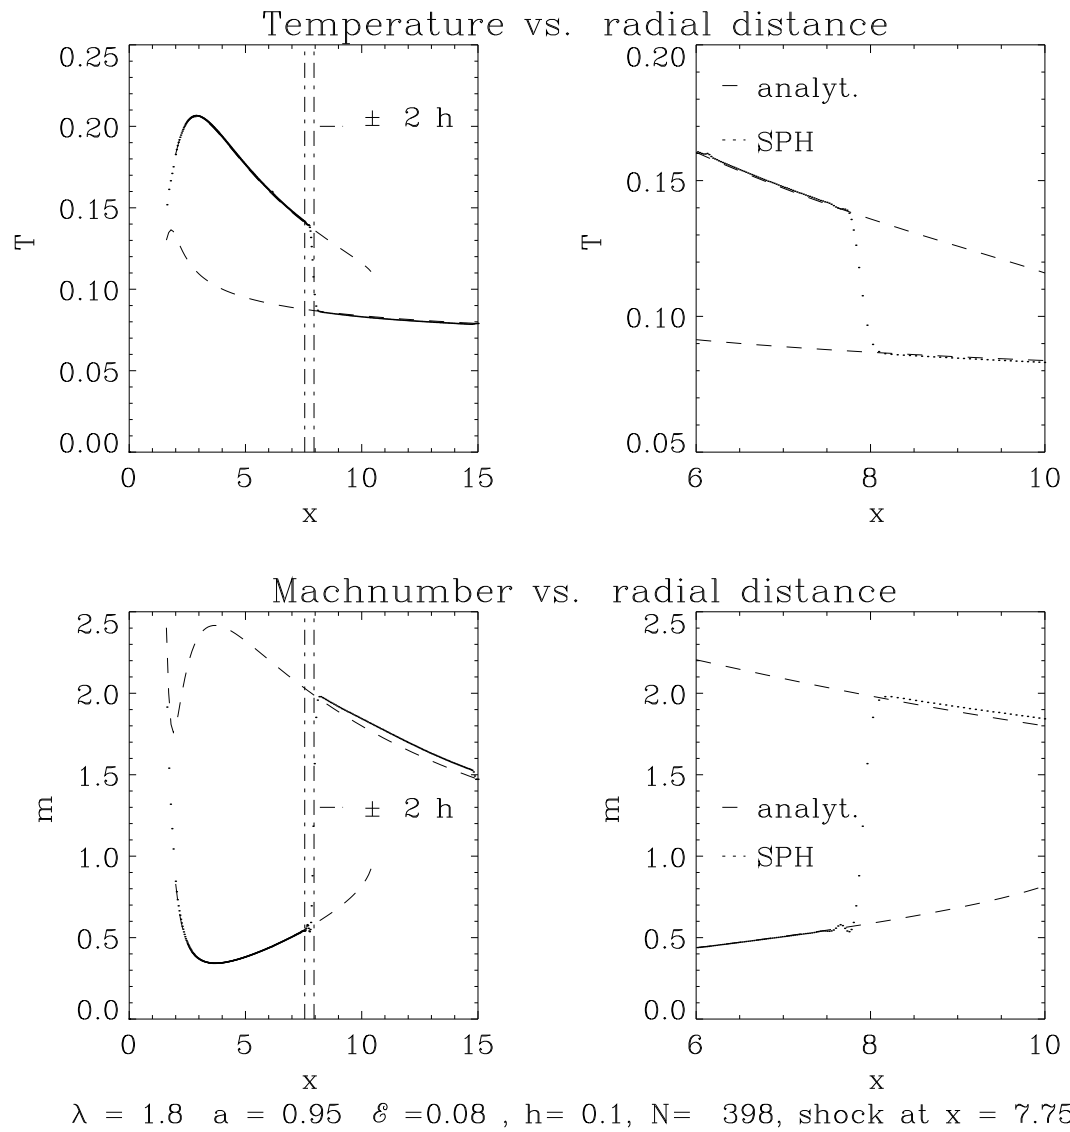 Temperature vs. radial distance
0.25
0.20
0.15
0.10
0.05
0.00
T
± 2 h
0 5 10 15
x
0.20
0.15
0.10
0.05
T
analyt.
SPH
6 8 10
x
Machnumber vs. radial distance
2.5
2.0
1.5
1.0
0.5
0.0
m
± 2 h
0 5 10 15
x
2.5
2.0
1.5
1.0
0.5
0.0
m
analyt.
SPH
6 8 10
x
λ = 1.8 a = 0.95 ℰ =0.08 , h= 0.1, N= 398, shock at x = 7.75